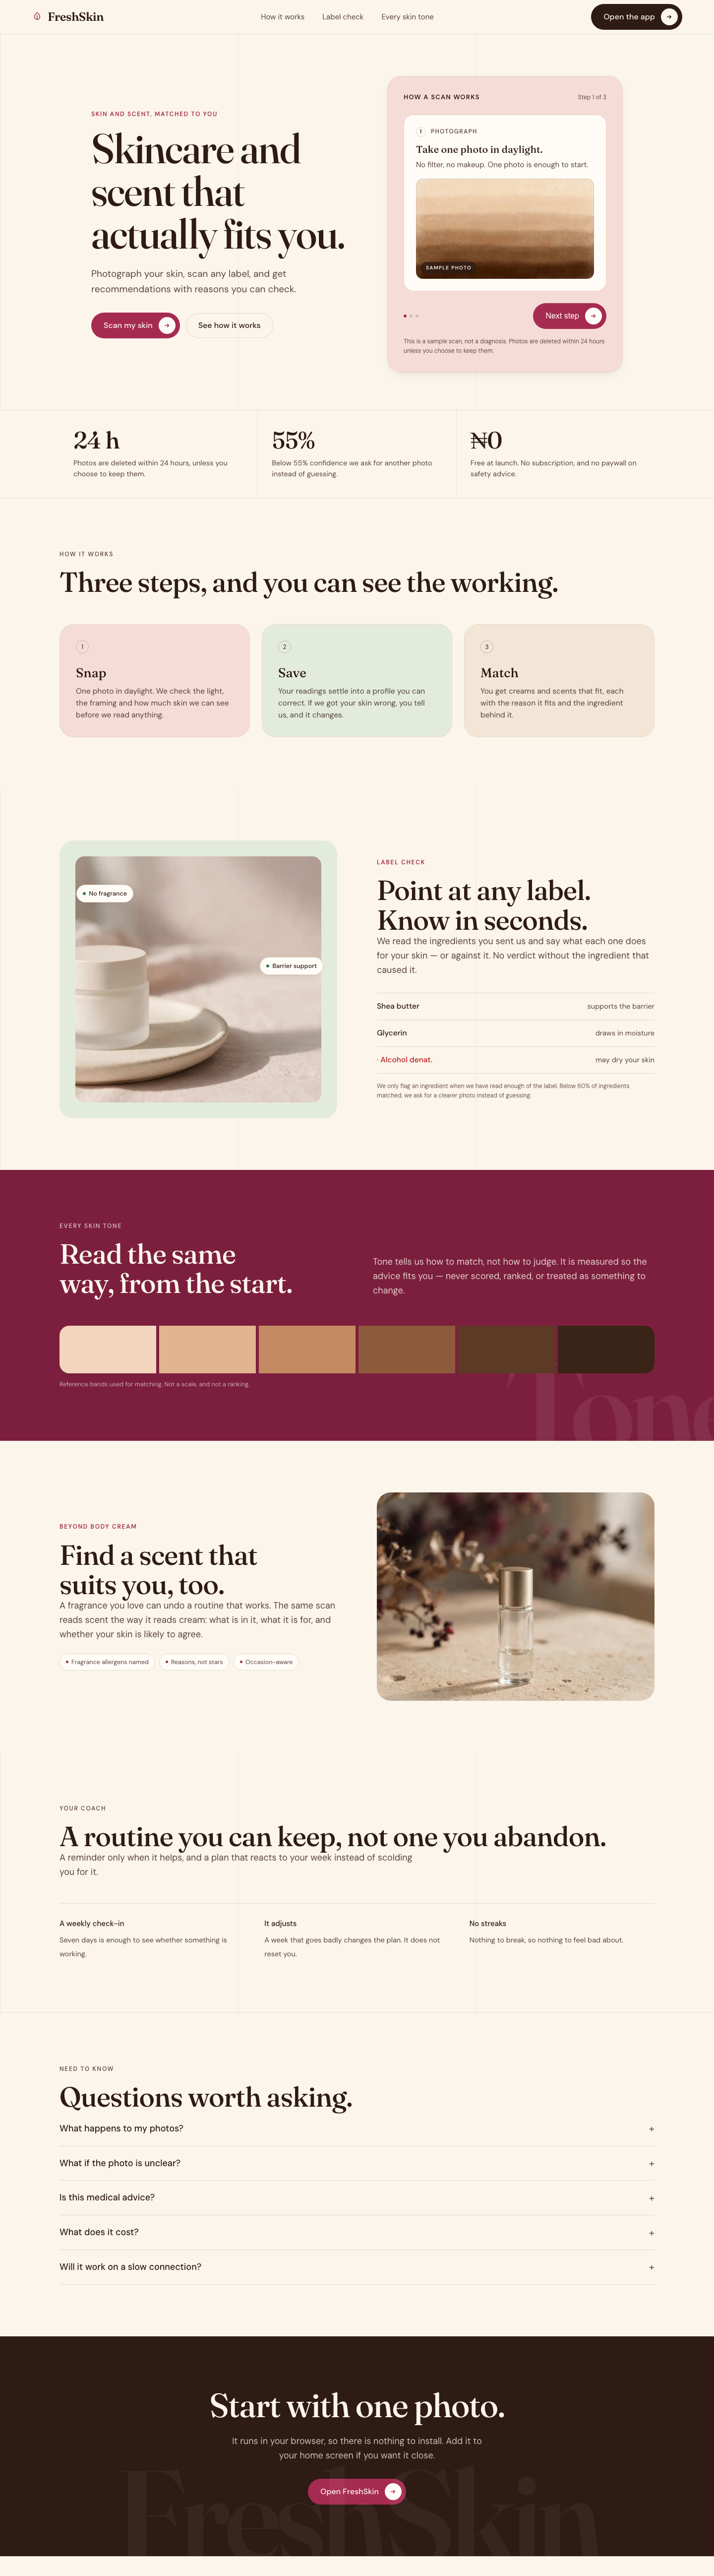 FreshSkin
How it works
Label check
Every skin tone
Open the app
SKIN AND SCENT, MATCHED TO YOU
Skincare and
scent that
actually fits you.
Photograph your skin, scan any label, and get
recommendations with reasons you can check.
Scan my skin
See how it works
HOW A SCAN WORKS
Step 1 of 3
1 PHOTOGRAPH
Take one photo in daylight.
No filter, no makeup. One photo is enough to start.
SAMPLE PHOTO
Next step
This is a sample scan, not a diagnosis. Photos are deleted within 24 hours
unless you choose to keep them.
24 h
Photos are deleted within 24 hours, unless you
choose to keep them.
55%
Below 55% confidence we ask for another photo
instead of guessing.
₦0
Free at launch. No subscription, and no paywall on
safety advice.
HOW IT WORKS
Three steps, and you can see the working.
1
Snap
One photo in daylight. We check the light,
the framing and how much skin we can see
before we read anything.
2
Save
Your readings settle into a profile you can
correct. If we got your skin wrong, you tell
us, and it changes.
3
Match
You get creams and scents that fit, each
with the reason it fits and the ingredient
behind it.
No fragrance
Barrier support
LABEL CHECK
Point at any label.
Know in seconds.
We read the ingredients you sent us and say what each one does
for your skin — or against it. No verdict without the ingredient that
caused it.
Shea butter
supports the barrier
Glycerin
draws in moisture
· Alcohol denat.
may dry your skin
We only flag an ingredient when we have read enough of the label. Below 60% of ingredients
matched, we ask for a clearer photo instead of guessing.
EVERY SKIN TONE
Read the same
way, from the start.
Tone tells us how to match, not how to judge. It is measured so the
advice fits you — never scored, ranked, or treated as something to
change.
Reference bands used for matching. Not a scale, and not a ranking.
Tone
BEYOND BODY CREAM
Find a scent that
suits you, too.
A fragrance you love can undo a routine that works. The same scan
reads scent the way it reads cream: what is in it, what it is for, and
whether your skin is likely to agree.
Fragrance allergens named
Reasons, not stars
Occasion-aware
YOUR COACH
A routine you can keep, not one you abandon.
A reminder only when it helps, and a plan that reacts to your week instead of scolding
you for it.
A weekly check-in
Seven days is enough to see whether something is
working.
It adjusts
A week that goes badly changes the plan. It does not
reset you.
No streaks
Nothing to break, so nothing to feel bad about.
NEED TO KNOW
Questions worth asking.
What happens to my photos?
+
What if the photo is unclear?
+
Is this medical advice?
+
What does it cost?
+
Will it work on a slow connection?
+
Start with one photo.
It runs in your browser, so there is nothing to install. Add it to
your home screen if you want it close.
Open FreshSkin
FreshSkin